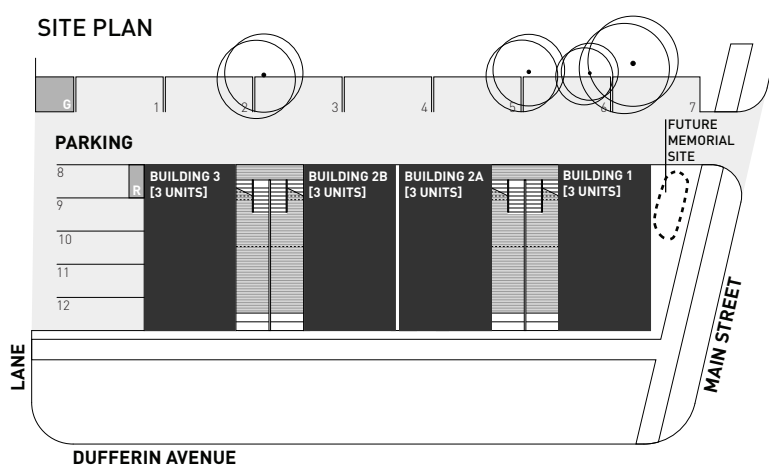 SITE PLAN
G
1
2
3
4
5
6
7
PARKING
FUTURE
MEMORIAL
SITE
8
9
10
11
12
R
BUILDING 3
[3 UNITS]
BUILDING 2B
[3 UNITS]
BUILDING 2A
[3 UNITS]
BUILDING 1
[3 UNITS]
LANE
MAIN STREET
DUFFERIN AVENUE